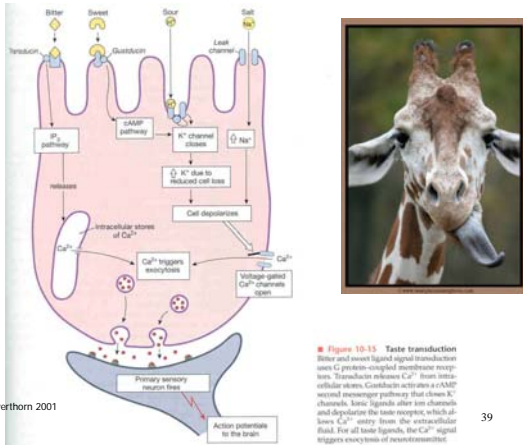 Bitter
Sweet
Sour
Salt
Na+
Transducin
Gustducin
Leak
channel
IP3
pathway
cAMP
pathway
K+ channel
closes
⇧ Na+
⇧ K+ due to
reduced cell loss
releases
Cell depolarizes
Intracellular stores
of Ca2+
Ca2+
Ca2+ triggers
exocytosis
Ca2+
Voltage-gated
Ca2+ channels
open
Primary sensory
neuron fires
Action potentials
to the brain
erthorn 2001
■ Figure 10-15 Taste transduction
Bitter and sweet ligand signal transduction
uses G protein-coupled membrane recep-
tors. Transducin releases Ca2+ from intra-
cellular stores. Gustducin activates a cAMP
second messenger pathway that closes K+
channels. Ionic ligands alter ion channels
and depolarize the taste receptor, which al-
lows Ca2+ entry from the extracellular
fluid. For all taste ligands, the Ca2+ signal
triggers exocytosis of neurotransmitter.
39